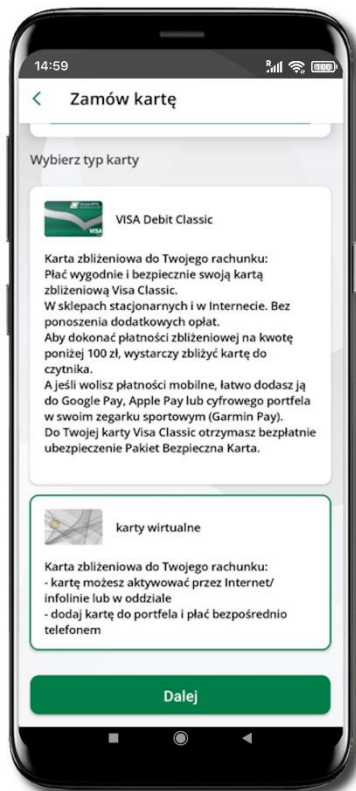 14:59
Zamów kartę
Wybierz typ karty
VISA Debit Classic
Karta zbliżeniowa do Twojego rachunku:
Płać wygodnie i bezpiecznie swoją kartą
zbliżeniową Visa Classic.
W sklepach stacjonarnych i w Internecie. Bez
ponoszenia dodatkowych opłat.
Aby dokonać płatności zbliżeniowej na kwotę
poniżej 100 zł, wystarczy zbliżyć kartę do
czytnika.
A jeśli wolisz płatności mobilne, łatwo dodasz ją
do Google Pay, Apple Pay lub cyfrowego portfela
w swoim zegarku sportowym (Garmin Pay).
Do Twojej karty Visa Classic otrzymasz bezpłatnie
ubezpieczenie Pakiet Bezpieczna Karta.
karty wirtualne
Karta zbliżeniowa do Twojego rachunku:
- kartę możesz aktywować przez Internet/
infolinie lub w oddziale
- dodaj kartę do portfela i płać bezpośrednio
telefonem
Dalej